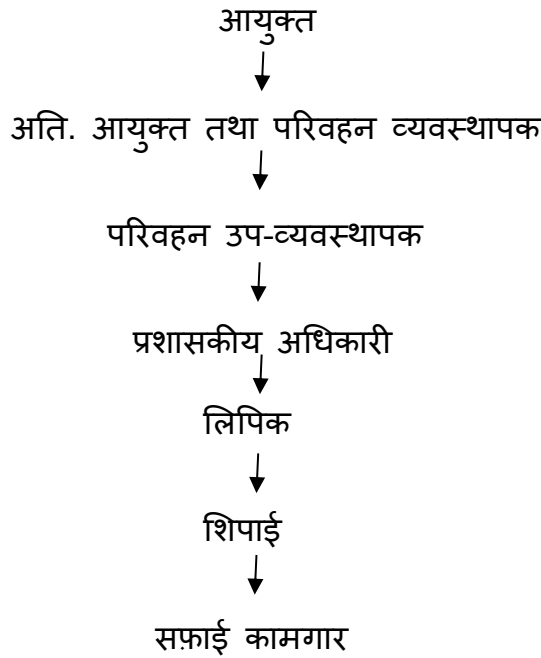 आयुक्त
अति. आयुक्त तथा परिवहन व्यवस्थापक
परिवहन उप-व्यवस्थापक
प्रशासकीय अधिकारी
लिपिक
शिपाई
सफ़ाई कामगार